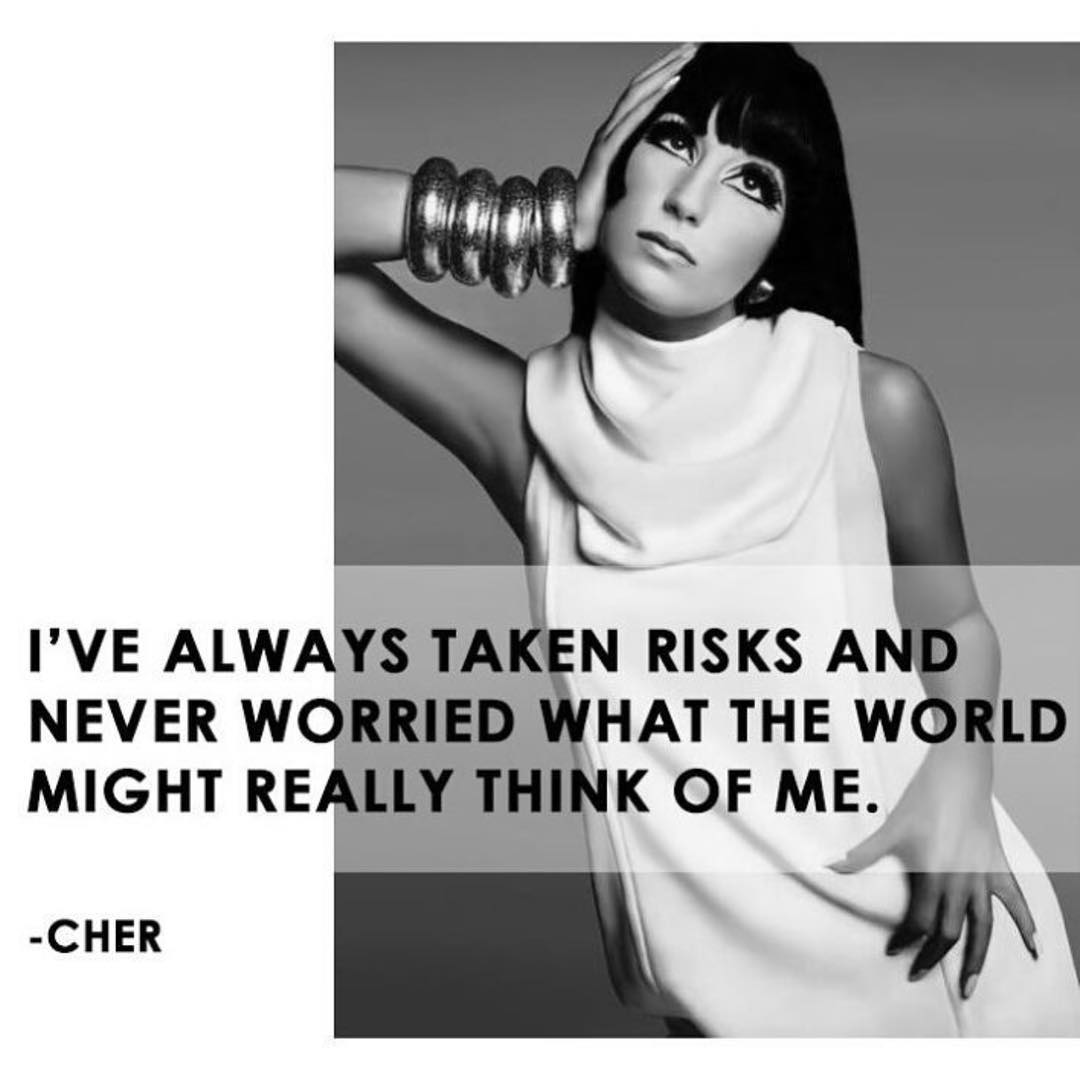 I'VE ALWAYS TAKEN RISKS AND
NEVER WORRIED WHAT THE WORLD
MIGHT REALLY THINK OF ME.
-CHER